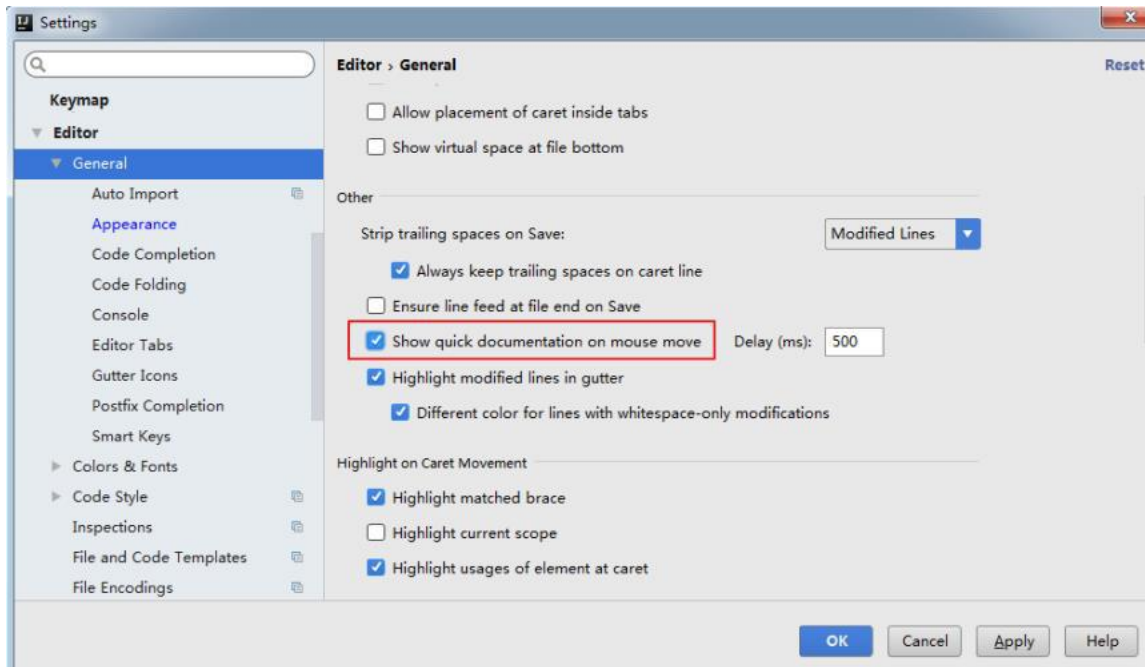 Settings
Editor › General
Reset
Keymap
Editor
General
Auto Import
Appearance
Code Completion
Code Folding
Console
Editor Tabs
Gutter Icons
Postfix Completion
Smart Keys
Colors & Fonts
Code Style
Inspections
File and Code Templates
File Encodings
Allow placement of caret inside tabs
Show virtual space at file bottom
Other
Strip trailing spaces on Save: Modified Lines
Always keep trailing spaces on caret line
Ensure line feed at file end on Save
Show quick documentation on mouse move Delay (ms): 500
Highlight modified lines in gutter
Different color for lines with whitespace-only modifications
Highlight on Caret Movement
Highlight matched brace
Highlight current scope
Highlight usages of element at caret
OK Cancel Apply Help